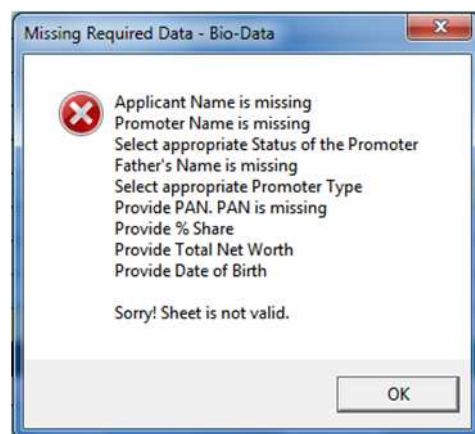 Missing Required Data - Bio-Data
Applicant Name is missing
Promoter Name is missing
Select appropriate Status of the Promoter
Father's Name is missing
Select appropriate Promoter Type
Provide PAN. PAN is missing
Provide % Share
Provide Total Net Worth
Provide Date of Birth
Sorry! Sheet is not valid.
OK